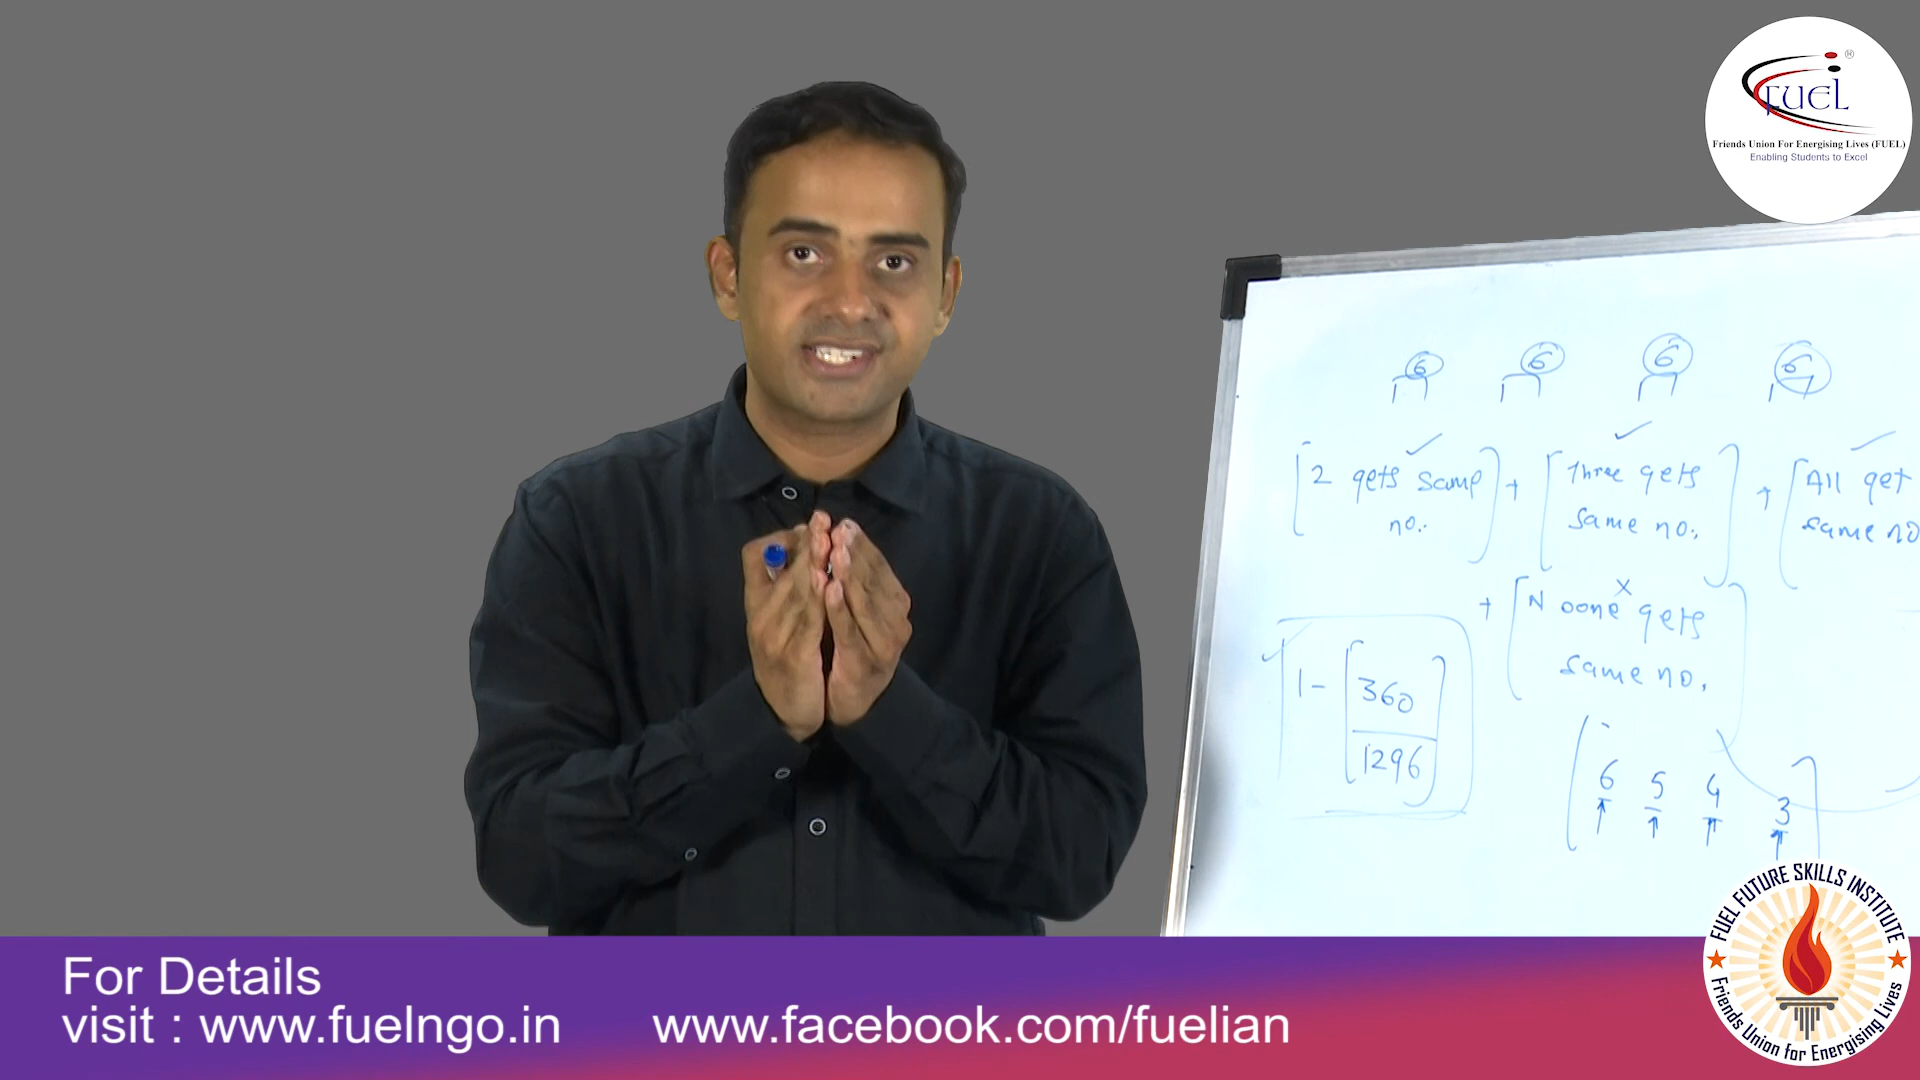 FUEL ®
Friends Union For Energising Lives (FUEL)
Enabling Students to Excel
6 6 6 6
[2 gets same no.] + [Three gets same no.] + [All get same no
+ [N oone gets same no.
1 - [360/1296]
6 5 4 3
FUEL FUTURE SKILLS INSTITUTE
Friends Union for Energising Lives
For Details
visit : www.fuelngo.in www.facebook.com/fuelian